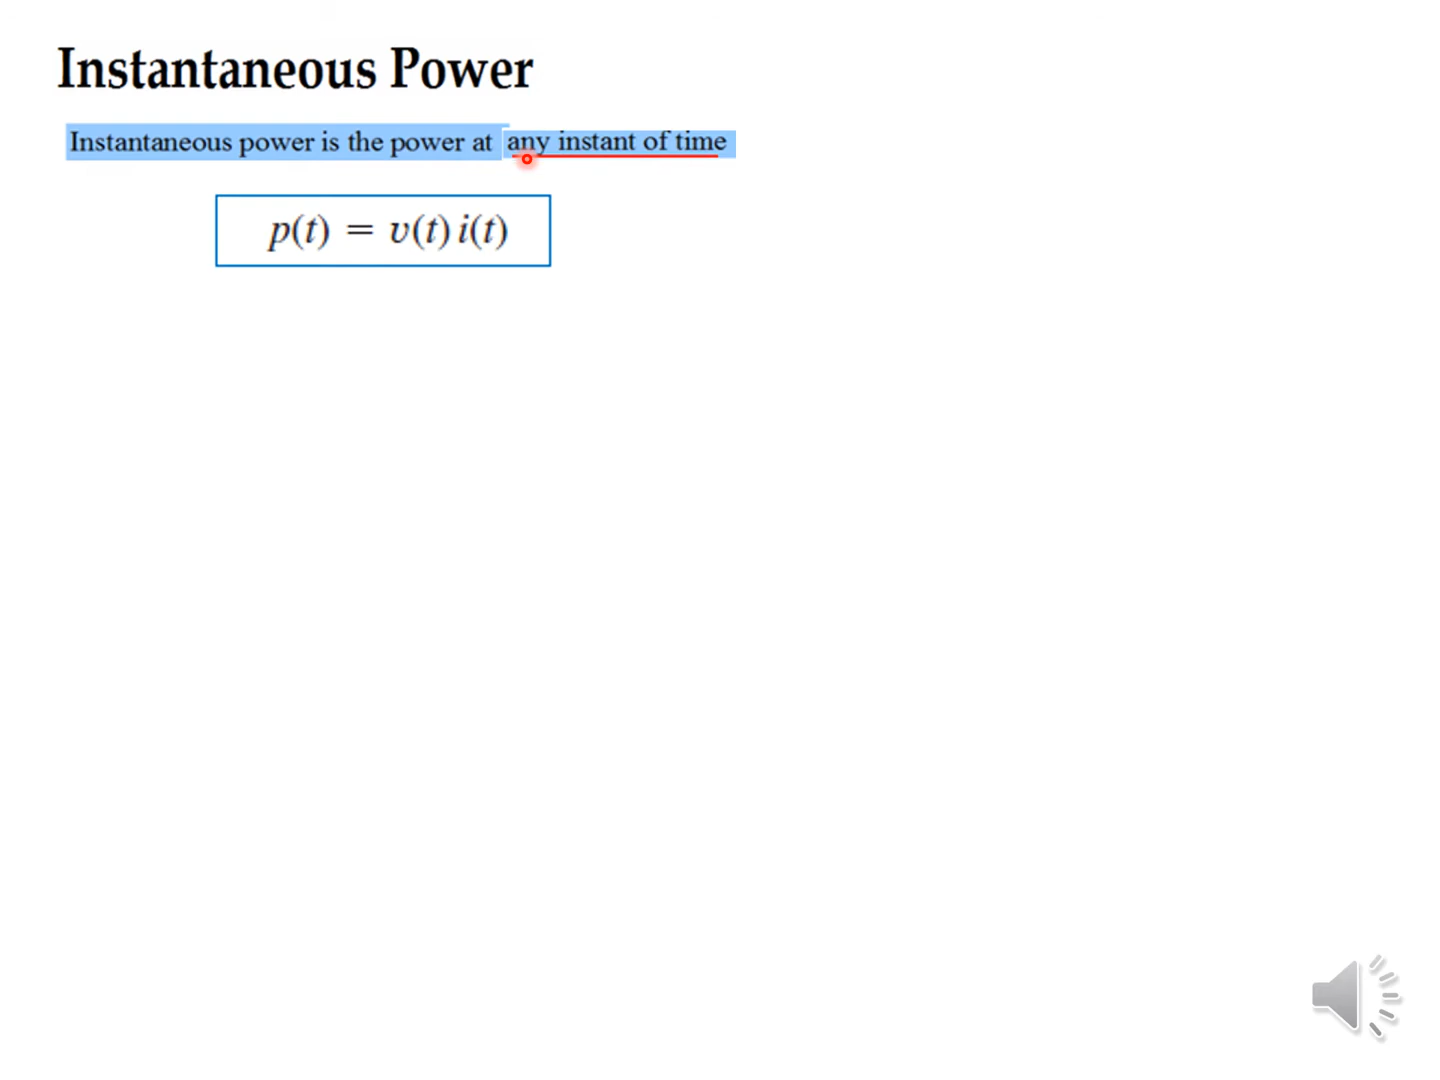 Instantaneous Power
Instantaneous power is the power at any instant of time
p(t) = v(t) i(t)